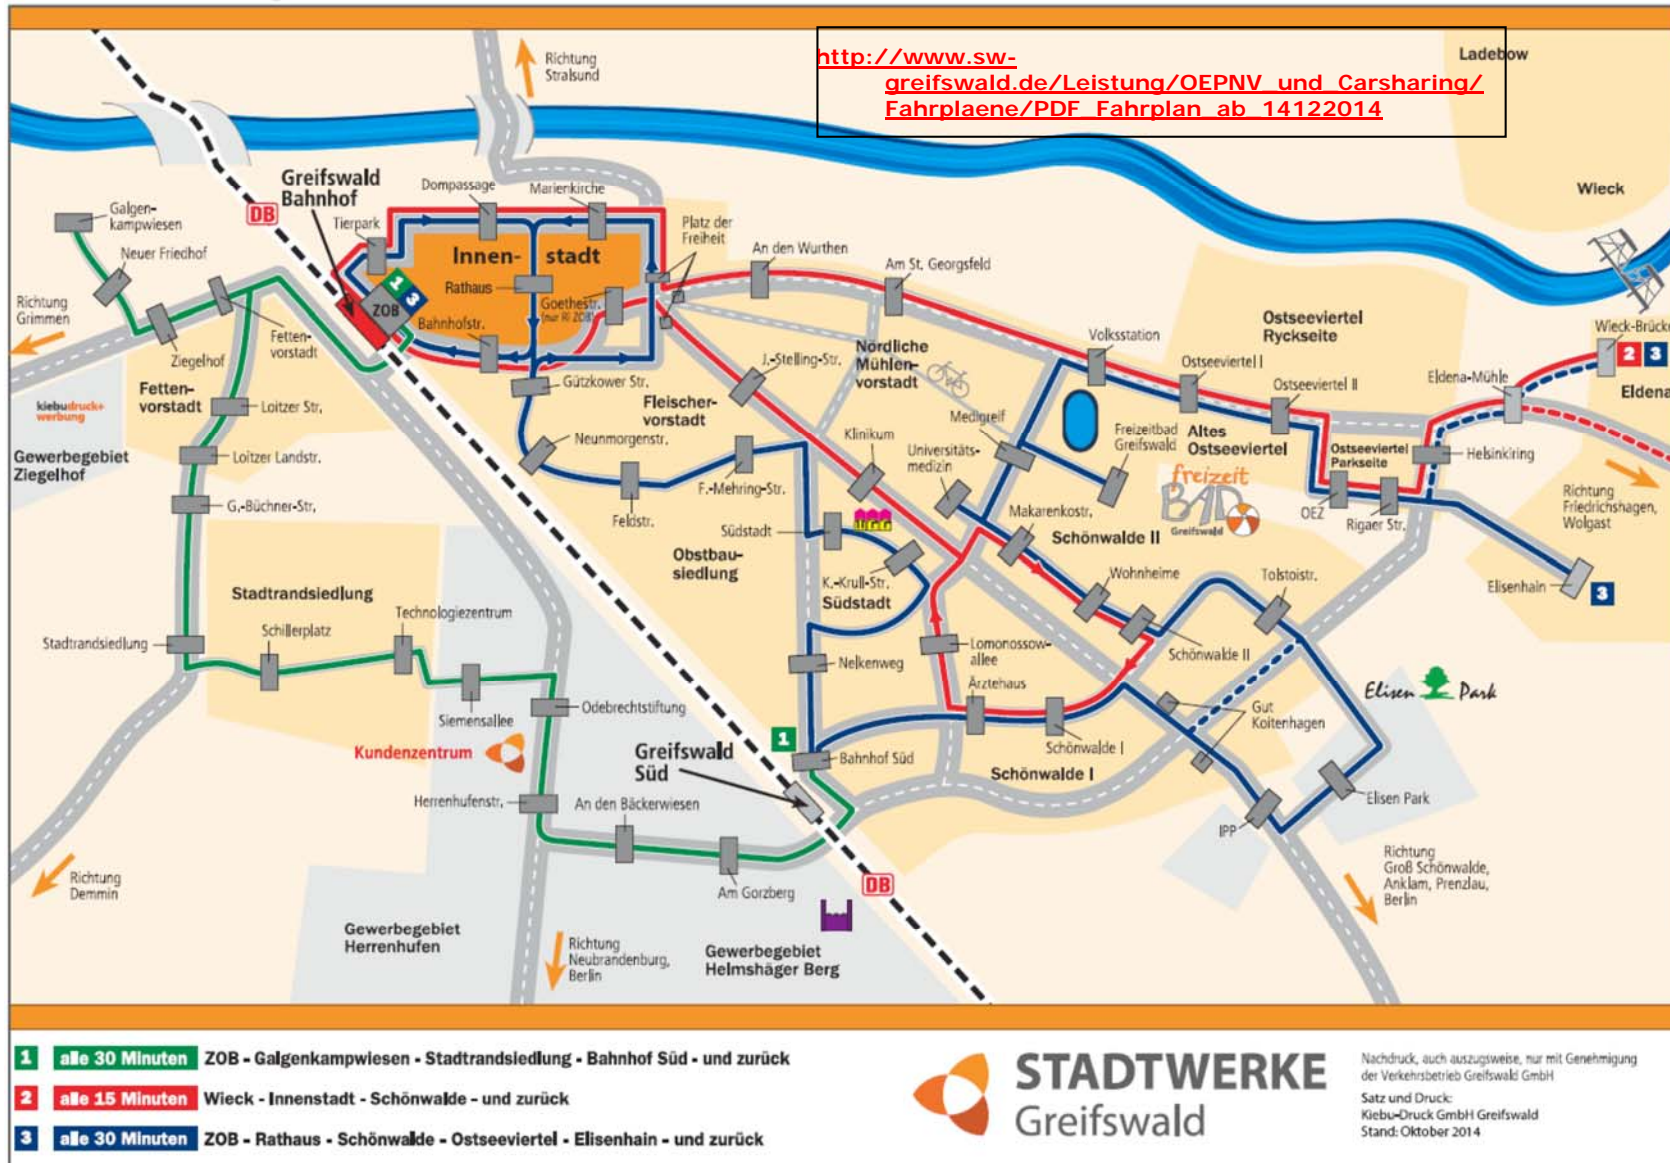 http://www.sw-
greifswald.de/Leistung/OEPNV_und_Carsharing/
Fahrplaene/PDF_Fahrplan_ab_14122014
Ladebow
Richtung
Stralsund
Wieck
Greifswald
Bahnhof
DB
Dompassage
Marienkirche
Tierpark
Platz der
Freiheit
Galgen-
kampwiesen
Neuer Friedhof
An den Wurthen
Am St. Georgsfeld
Innen-
stadt
Rathaus
Goethestr.
(nur Ri ZOB)
1
3
ZOB
Bahnhofstr.
Richtung
Grimmen
Ziegelhof
Fetten-
vorstadt
Volksstation
Ostseeviertel
Ryckseite
Wieck-Brücke
2
3
Eldena
Ostseeviertel I
Ostseeviertel II
Eldena-Mühle
J.-Stelling-Str.
Nördliche
Mühlen-
vorstadt
Gützkower Str.
Fleischer-
vorstadt
Fetten-
vorstadt
Loitzer Str.
kiebudruck+
werbung
Gewerbegebiet
Ziegelhof
Loitzer Landstr.
Neunmorgenstr.
Klinikum
Medigreif
Universitäts-
medizin
Freizeitbad
Greifswald
Altes
Ostseeviertel
Ostseeviertel
Parkseite
Helsinkiring
freizeit
BAD
Greifswald
F.-Mehring-Str.
Feldstr.
G.-Büchner-Str.
Südstadt
Makarenkostr.
Schönwalde II
OEZ
Rigaer Str.
Richtung
Friedrichshagen,
Wolgast
Obstbau-
siedlung
K.-Krull-Str.
Südstadt
Wohnheime
Tolstoistr.
Elisenhain
3
Stadtrandsiedlung
Technologiezentrum
Schillerplatz
Stadtrandsiedlung
Lomonossow-
allee
Nelkenweg
Schönwalde II
Ärztehaus
Elisen Park
Siemensallee
Odebrechtstiftung
Gut
Koitenhagen
Kundenzentrum
Greifswald
Süd
1
Bahnhof Süd
Schönwalde I
Schönwalde I
Herrenhufenstr.
An den Bäckerwiesen
Elisen Park
IPP
Richtung
Demmin
Am Gorzberg
DB
Richtung
Groß Schönwalde,
Anklam, Prenzlau,
Berlin
Gewerbegebiet
Herrenhufen
Richtung
Neubrandenburg,
Berlin
Gewerbegebiet
Helmshäger Berg
1 alle 30 Minuten ZOB - Galgenkampwiesen - Stadtrandsiedlung - Bahnhof Süd - und zurück
2 alle 15 Minuten Wieck - Innenstadt - Schönwalde - und zurück
3 alle 30 Minuten ZOB - Rathaus - Schönwalde - Ostseeviertel - Elisenhain - und zurück
STADTWERKE
Greifswald
Nachdruck, auch auszugsweise, nur mit Genehmigung
der Verkehrsbetrieb Greifswald GmbH
Satz und Druck:
Kiebu-Druck GmbH Greifswald
Stand: Oktober 2014